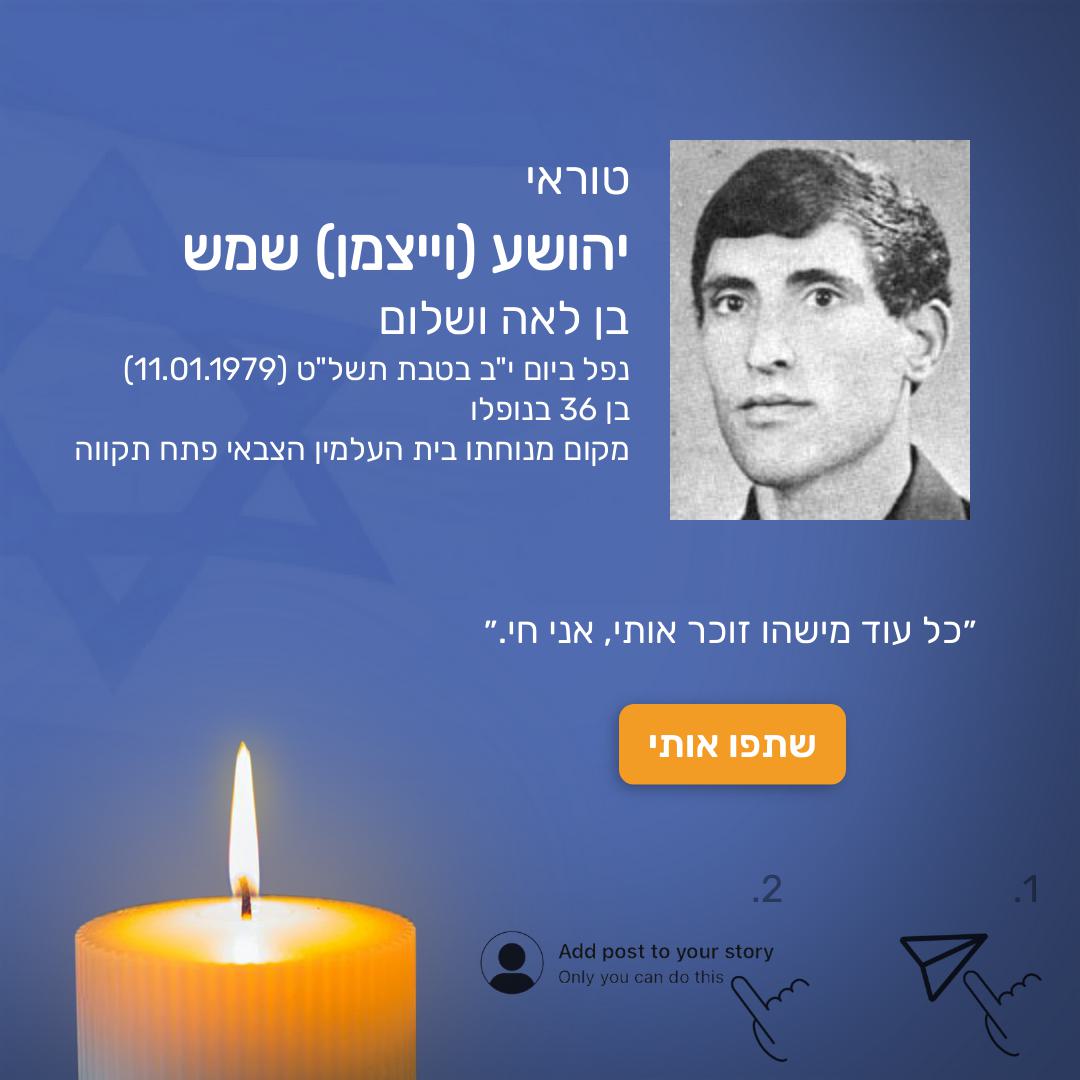 טוראי
יהושע (וייצמן) שמש
בן לאה ושלום
נפל ביום י"ב בטבת תשל"ט (11.01.1979)
בן 36 בנופלו
מקום מנוחתו בית העלמין הצבאי פתח תקווה
״כל עוד מישהו זוכר אותי, אני חי.״
שתפו אותי
1.
2.
Add post to your story
Only you can do this